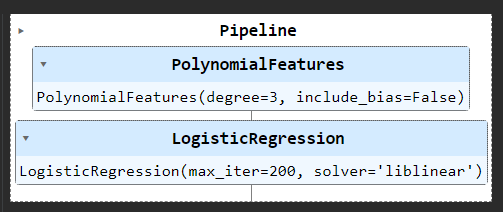 Pipeline
PolynomialFeatures
PolynomialFeatures(degree=3, include_bias=False)
LogisticRegression
LogisticRegression(max_iter=200, solver='liblinear')